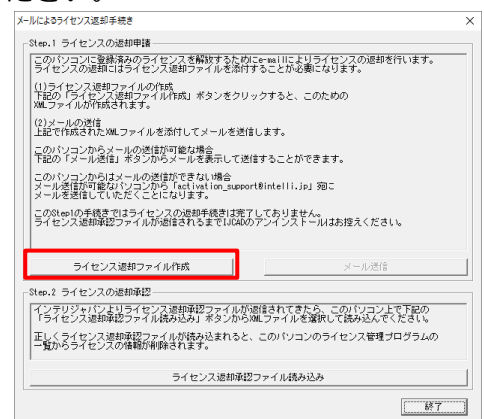 ださい。
メールによるライセンス返却手続き
Step.1 ライセンスの返却申請
このパソコンに登録済みのライセンスを解放するためにe-mailによりライセンスの返却を行います。
ライセンスの返却にはライセンス返却ファイルを添付することが必要になります。
(1)ライセンス返却ファイルの作成
下記の「ライセンス返却ファイル作成」ボタンをクリックすると、このための
XMLファイルが作成されます。
(2)メールの送信
上記で作成されたXMLファイルを添付してメールを送信します。
このパソコンからメールの送信が可能な場合
下記の「メール送信」ボタンからメールを表示して送信することができます。
このパソコンからはメールの送信ができない場合
メール送信が可能なパソコンから「activation_support@intelli.jp」宛に
メールを送信していただくことになります。
このStep1の手続きではライセンスの返却手続きは完了しておりません。
ライセンス返却承認ファイルが返信されるまでIJCADのアンインストールはお控えください。
ライセンス返却ファイル作成
メール送信
Step.2 ライセンスの返却承認
インテリジャパンよりライセンス返却承認ファイルが返信されてきたら、このパソコン上で下記の
「ライセンス返却承認ファイル読み込み」ボタンからXMLファイルを選択して読み込んでください。
正しくライセンス返却承認ファイルが読み込まれると、このパソコンのライセンス管理プログラムの
一覧からライセンスの情報が削除されます。
ライセンス返却承認ファイル読み込み
終了